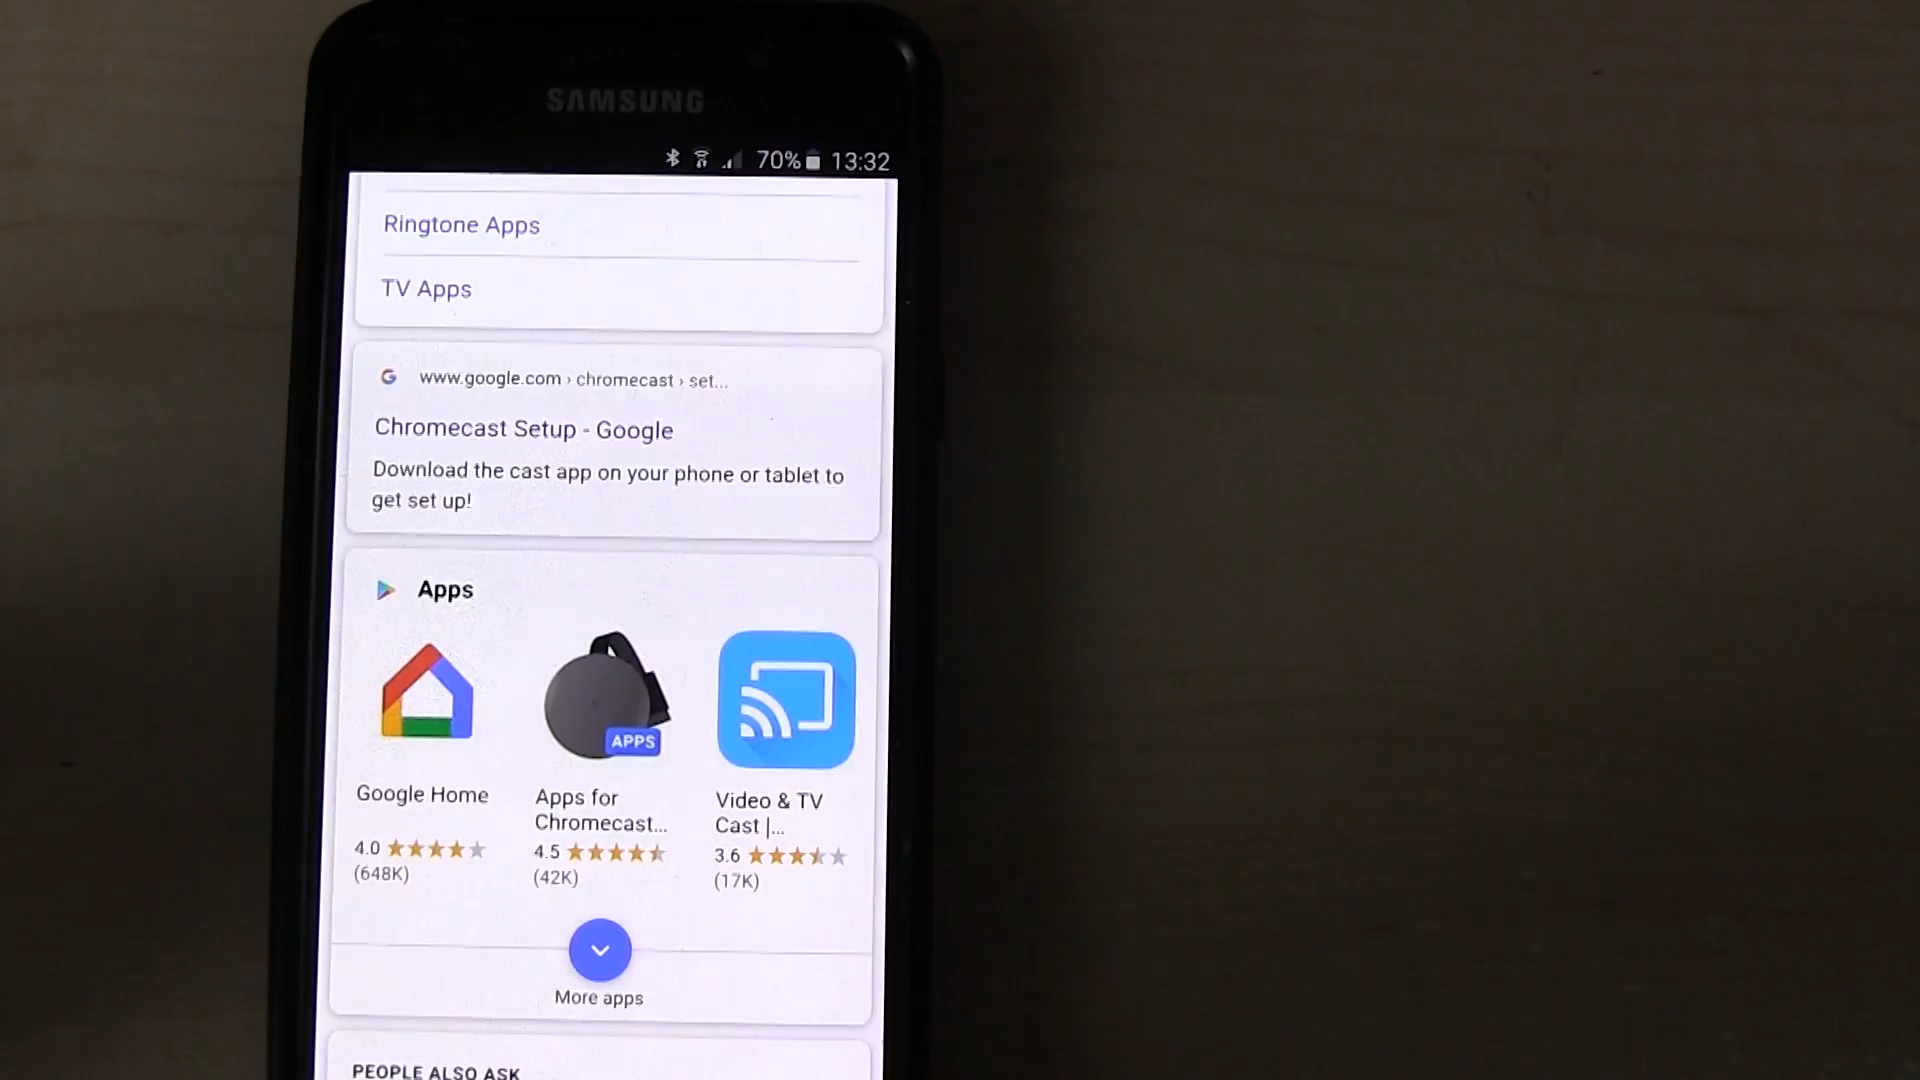 SAMSUNG
70% 13:32
Ringtone Apps
TV Apps
www.google.com › chromecast › set...
Chromecast Setup - Google
Download the cast app on your phone or tablet to
get set up!
Apps
APPS
Google Home
4.0
(648K)
Apps for
Chromecast...
4.5
(42K)
Video & TV
Cast |...
3.6
(17K)
More apps
PEOPLE ALSO ASK